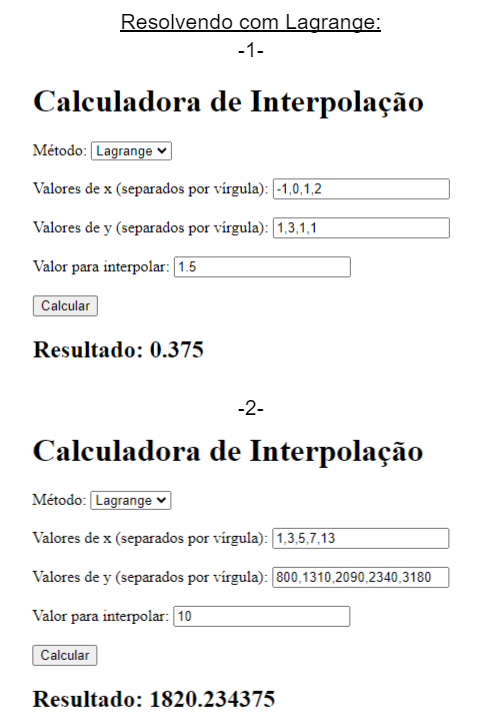 Resolvendo com Lagrange:
-1-
Calculadora de Interpolação
Método: Lagrange
Valores de x (separados por vírgula): -1,0,1,2
Valores de y (separados por vírgula): 1,3,1,1
Valor para interpolar: 1.5
Calcular
Resultado: 0.375
-2-
Calculadora de Interpolação
Método: Lagrange
Valores de x (separados por vírgula): 1,3,5,7,13
Valores de y (separados por vírgula): 800,1310,2090,2340,3180
Valor para interpolar: 10
Calcular
Resultado: 1820.234375